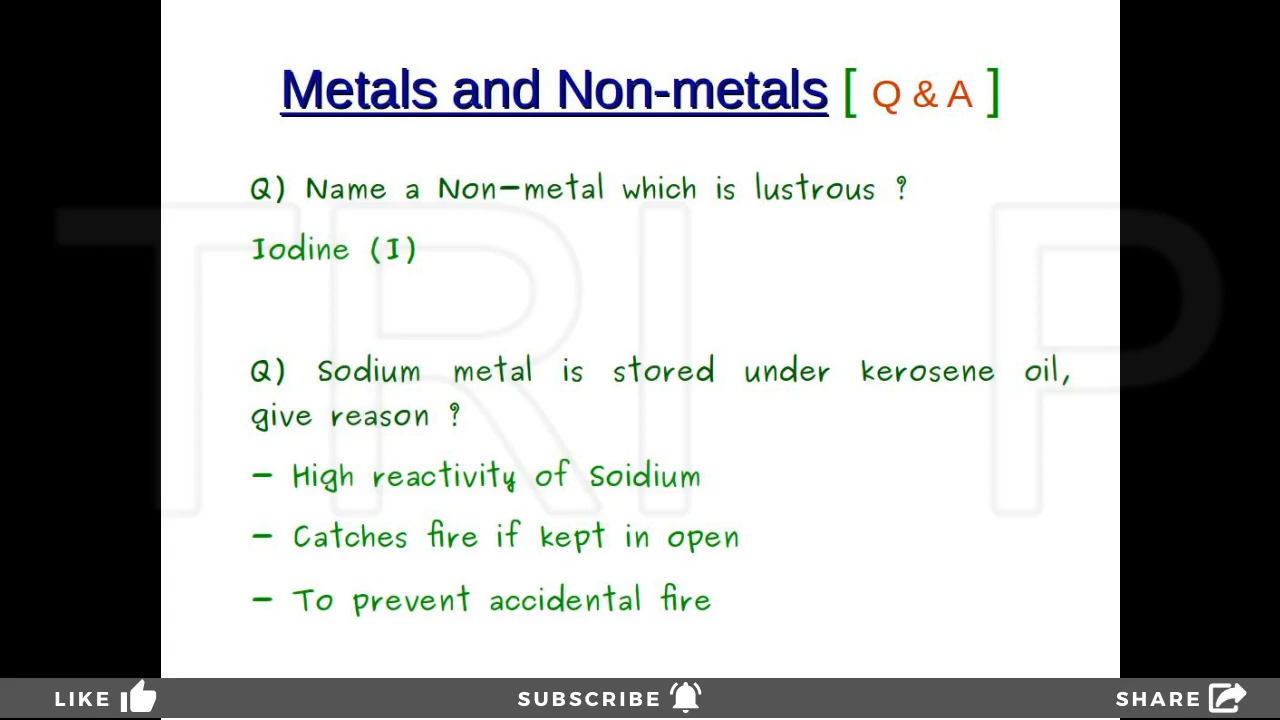 Metals and Non-metals [ Q & A ]
Q) Name a Non-metal which is lustrous ?
Iodine (I)
Q) Sodium metal is stored under kerosene oil,
give reason ?
- High reactivity of Soidium
- Catches fire if kept in open
- To prevent accidental fire
TRI P
LIKE SUBSCRIBE SHARE